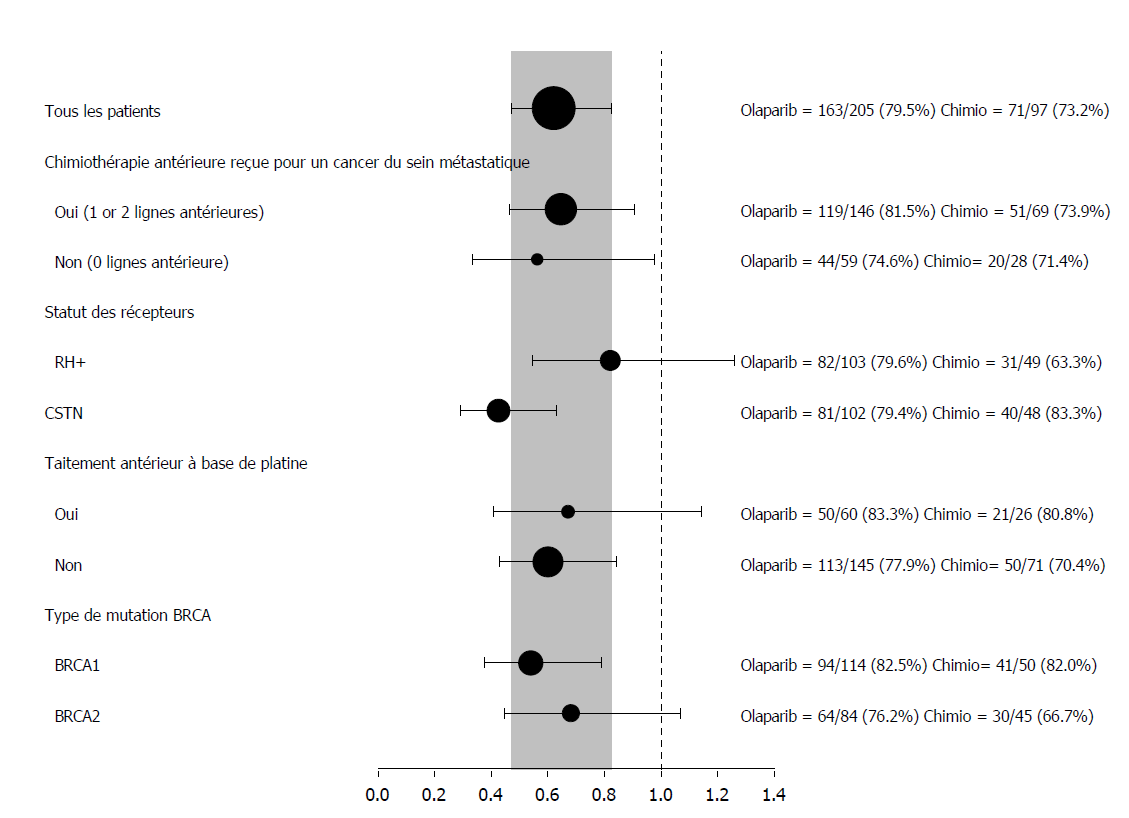 Tous les patients Olaparib = 163/205 (79.5%) Chimio = 71/97 (73.2%)
Chimiothérapie antérieure reçue pour un cancer du sein métastatique
Oui (1 or 2 lignes antérieures) Olaparib = 119/146 (81.5%) Chimio = 51/69 (73.9%)
Non (0 lignes antérieure) Olaparib = 44/59 (74.6%) Chimio= 20/28 (71.4%)
Statut des récepteurs
RH+ Olaparib = 82/103 (79.6%) Chimio = 31/49 (63.3%)
CSTN Olaparib = 81/102 (79.4%) Chimio = 40/48 (83.3%)
Taitement antérieur à base de platine
Oui Olaparib = 50/60 (83.3%) Chimio = 21/26 (80.8%)
Non Olaparib = 113/145 (77.9%) Chimio= 50/71 (70.4%)
Type de mutation BRCA
BRCA1 Olaparib = 94/114 (82.5%) Chimio= 41/50 (82.0%)
BRCA2 Olaparib = 64/84 (76.2%) Chimio = 30/45 (66.7%)
0.0 0.2 0.4 0.6 0.8 1.0 1.2 1.4